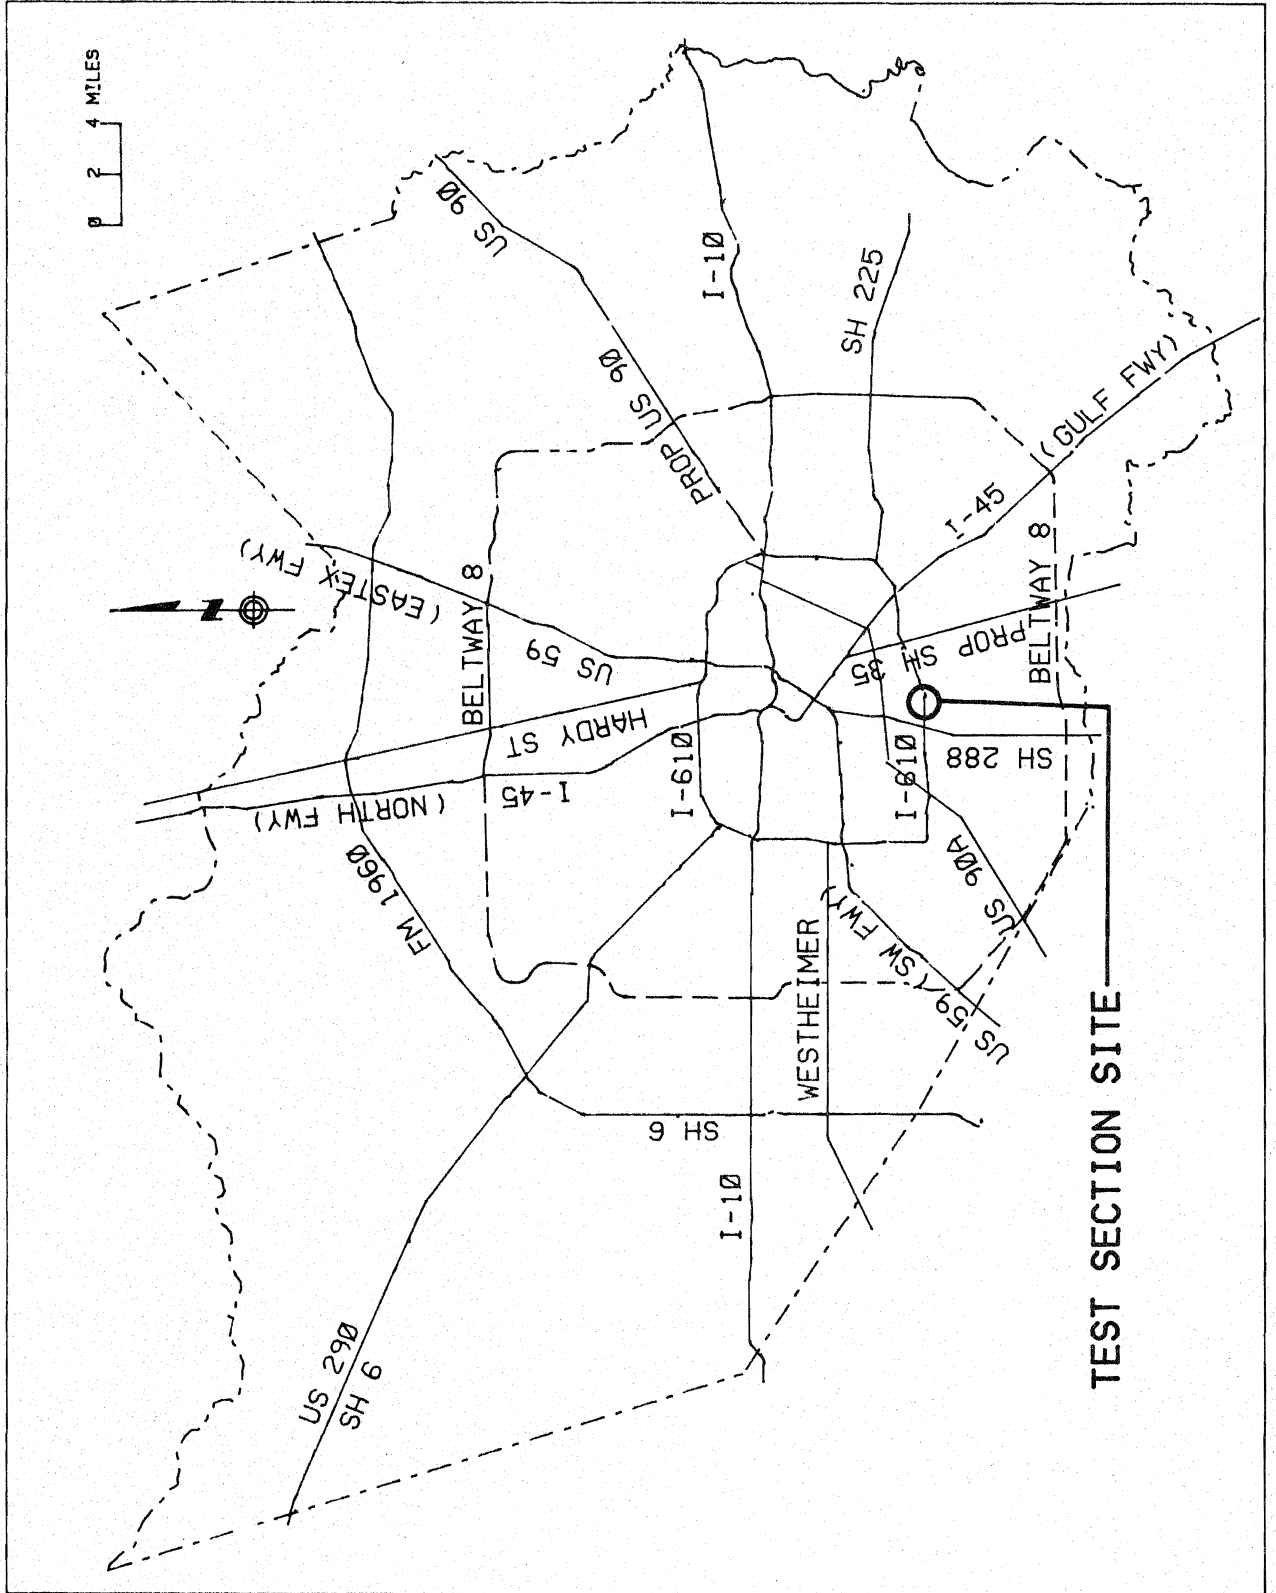 0 2 4 MILES
N
US 90
I-10
SH 225
PROP US 90
(GULF FWY)
I-45
(EASTEX FWY)
BELTWAY 8
US 59
PROP SH 35
BELTWAY 8
HARDY ST
I-610
I-610
SH 288
I-45
(NORTH FWY)
FM 1960
US 90A
WESTHEIMER
US 59/(SW FWY)
SH 6
I-10
US 290
SH 6
TEST SECTION SITE